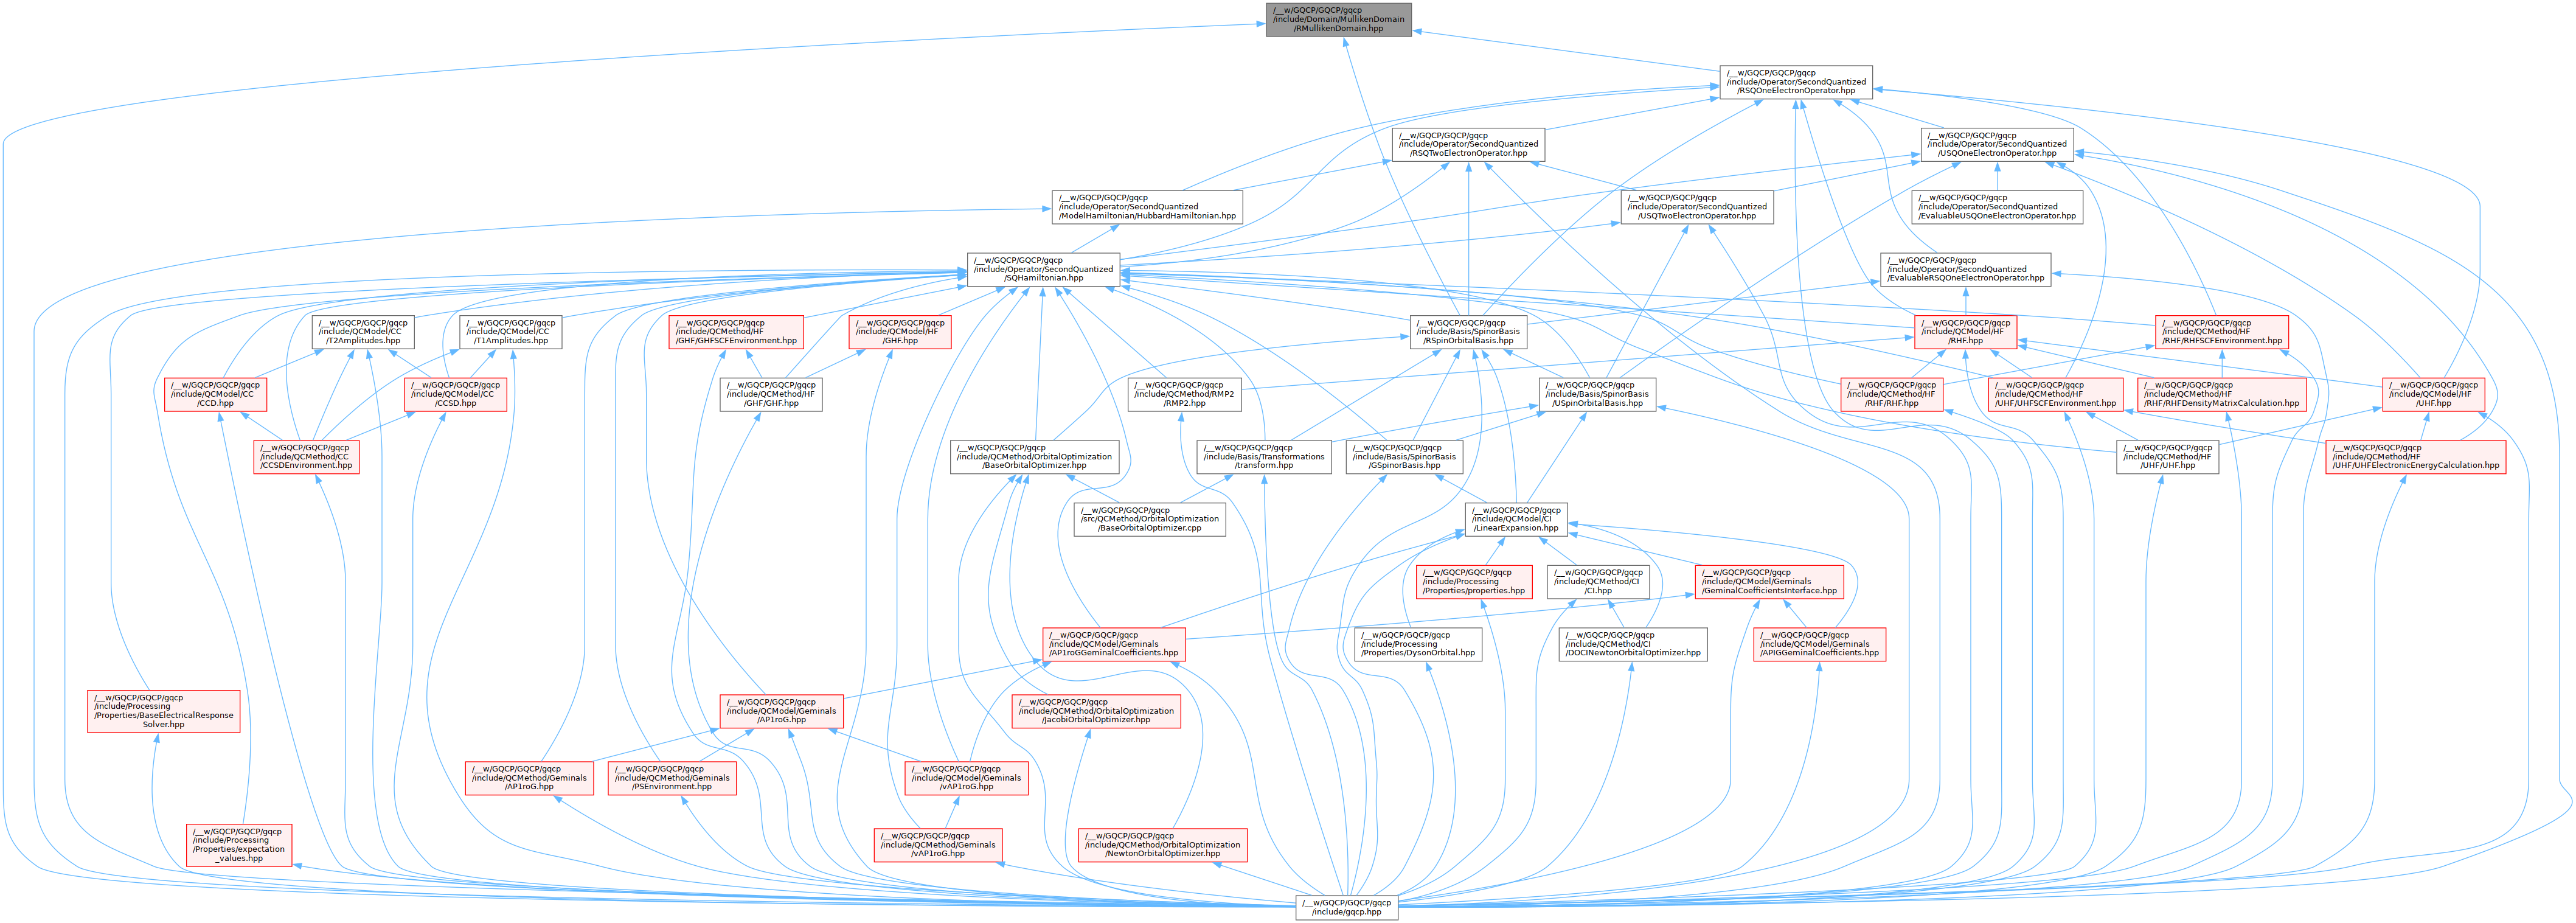 /__w/GQCP/GQCP/gqcp
/include/Domain/MullikenDomain
/RMullikenDomain.hpp
/__w/GQCP/GQCP/gqcp
/include/Operator/SecondQuantized
/RSQOneElectronOperator.hpp
/__w/GQCP/GQCP/gqcp
/include/Operator/SecondQuantized
/RSQTwoElectronOperator.hpp
/__w/GQCP/GQCP/gqcp
/include/Operator/SecondQuantized
/USQOneElectronOperator.hpp
/__w/GQCP/GQCP/gqcp
/include/Operator/SecondQuantized
/ModelHamiltonian/HubbardHamiltonian.hpp
/__w/GQCP/GQCP/gqcp
/include/Operator/SecondQuantized
/USQTwoElectronOperator.hpp
/__w/GQCP/GQCP/gqcp
/include/Operator/SecondQuantized
/EvaluableUSQOneElectronOperator.hpp
/__w/GQCP/GQCP/gqcp
/include/Operator/SecondQuantized
/SQHamiltonian.hpp
/__w/GQCP/GQCP/gqcp
/include/Operator/SecondQuantized
/EvaluableRSQOneElectronOperator.hpp
/__w/GQCP/GQCP/gqcp
/include/QCModel/CC
/T2Amplitudes.hpp
/__w/GQCP/GQCP/gqcp
/include/QCModel/CC
/T1Amplitudes.hpp
/__w/GQCP/GQCP/gqcp
/include/QCMethod/HF
/GHF/GHFSCFEnvironment.hpp
/__w/GQCP/GQCP/gqcp
/include/QCModel/HF
/GHF.hpp
/__w/GQCP/GQCP/gqcp
/include/Basis/SpinorBasis
/RSpinOrbitalBasis.hpp
/__w/GQCP/GQCP/gqcp
/include/QCModel/HF
/RHF.hpp
/__w/GQCP/GQCP/gqcp
/include/QCMethod/HF
/RHF/RHFSCFEnvironment.hpp
/__w/GQCP/GQCP/gqcp
/include/QCModel/CC
/CCD.hpp
/__w/GQCP/GQCP/gqcp
/include/QCModel/CC
/CCSD.hpp
/__w/GQCP/GQCP/gqcp
/include/QCMethod/HF
/GHF/GHF.hpp
/__w/GQCP/GQCP/gqcp
/include/QCMethod/RMP2
/RMP2.hpp
/__w/GQCP/GQCP/gqcp
/include/Basis/SpinorBasis
/USpinOrbitalBasis.hpp
/__w/GQCP/GQCP/gqcp
/include/QCMethod/HF
/RHF/RHF.hpp
/__w/GQCP/GQCP/gqcp
/include/QCMethod/HF
/UHF/UHFSCFEnvironment.hpp
/__w/GQCP/GQCP/gqcp
/include/QCMethod/HF
/RHF/RHFDensityMatrixCalculation.hpp
/__w/GQCP/GQCP/gqcp
/include/QCModel/HF
/UHF.hpp
/__w/GQCP/GQCP/gqcp
/include/QCMethod/CC
/CCSDEnvironment.hpp
/__w/GQCP/GQCP/gqcp
/include/QCMethod/OrbitalOptimization
/BaseOrbitalOptimizer.hpp
/__w/GQCP/GQCP/gqcp
/include/Basis/Transformations
/transform.hpp
/__w/GQCP/GQCP/gqcp
/include/Basis/SpinorBasis
/GSpinorBasis.hpp
/__w/GQCP/GQCP/gqcp
/include/QCMethod/HF
/UHF/UHF.hpp
/__w/GQCP/GQCP/gqcp
/include/QCMethod/HF
/UHF/UHFElectronicEnergyCalculation.hpp
/__w/GQCP/GQCP/gqcp
/src/QCMethod/OrbitalOptimization
/BaseOrbitalOptimizer.cpp
/__w/GQCP/GQCP/gqcp
/include/QCModel/CI
/LinearExpansion.hpp
/__w/GQCP/GQCP/gqcp
/include/Processing
/Properties/properties.hpp
/__w/GQCP/GQCP/gqcp
/include/QCMethod/CI
/CI.hpp
/__w/GQCP/GQCP/gqcp
/include/QCModel/Geminals
/GeminalCoefficientsInterface.hpp
/__w/GQCP/GQCP/gqcp
/include/QCModel/Geminals
/AP1roGGeminalCoefficients.hpp
/__w/GQCP/GQCP/gqcp
/include/Processing
/Properties/DysonOrbital.hpp
/__w/GQCP/GQCP/gqcp
/include/QCMethod/CI
/DOCINewtonOrbitalOptimizer.hpp
/__w/GQCP/GQCP/gqcp
/include/QCModel/Geminals
/APIGGeminalCoefficients.hpp
/__w/GQCP/GQCP/gqcp
/include/Processing
/Properties/BaseElectricalResponse
Solver.hpp
/__w/GQCP/GQCP/gqcp
/include/QCModel/Geminals
/AP1roG.hpp
/__w/GQCP/GQCP/gqcp
/include/QCMethod/OrbitalOptimization
/JacobiOrbitalOptimizer.hpp
/__w/GQCP/GQCP/gqcp
/include/QCMethod/Geminals
/AP1roG.hpp
/__w/GQCP/GQCP/gqcp
/include/QCMethod/Geminals
/PSEnvironment.hpp
/__w/GQCP/GQCP/gqcp
/include/QCModel/Geminals
/vAP1roG.hpp
/__w/GQCP/GQCP/gqcp
/include/Processing
/Properties/expectation
_values.hpp
/__w/GQCP/GQCP/gqcp
/include/QCMethod/Geminals
/vAP1roG.hpp
/__w/GQCP/GQCP/gqcp
/include/QCMethod/OrbitalOptimization
/NewtonOrbitalOptimizer.hpp
/__w/GQCP/GQCP/gqcp
/include/gqcp.hpp